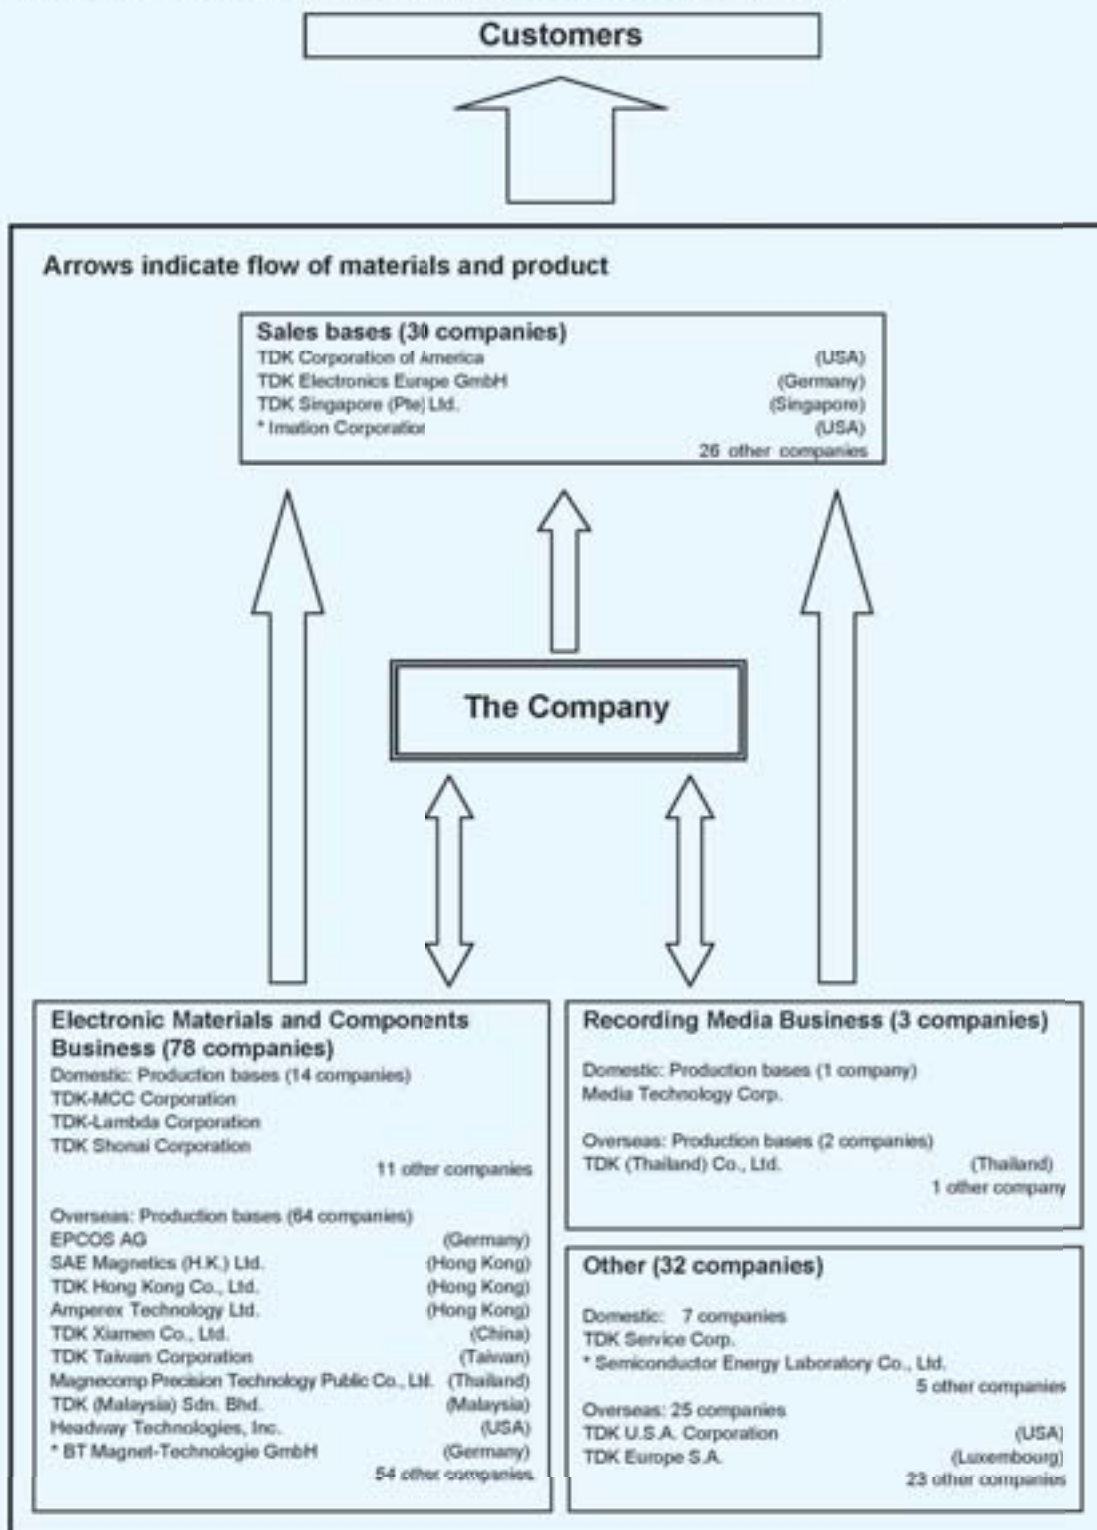 Customers
Arrows indicate flow of materials and product
Sales bases (30 companies)
TDK Corporation of America (USA)
TDK Electronics Europe GmbH (Germany)
TDK Singapore (Pte) Ltd. (Singapore)
* Imation Corporation (USA)
26 other companies
The Company
Electronic Materials and Components
Business (78 companies)
Domestic: Production bases (14 companies)
TDK-MCC Corporation
TDK-Lambda Corporation
TDK Shonai Corporation
11 other companies
Overseas: Production bases (64 companies)
EPCOS AG (Germany)
SAE Magnetics (H.K.) Ltd. (Hong Kong)
TDK Hong Kong Co., Ltd. (Hong Kong)
Amperex Technology Ltd. (Hong Kong)
TDK Xiamen Co., Ltd. (China)
TDK Taiwan Corporation (Taiwan)
Magnecomp Precision Technology Public Co., Ltd. (Thailand)
TDK (Malaysia) Sdn. Bhd. (Malaysia)
Headway Technologies, Inc. (USA)
* BT Magnet-Technologie GmbH (Germany)
54 other companies
Recording Media Business (3 companies)
Domestic: Production bases (1 company)
Media Technology Corp.
Overseas: Production bases (2 companies)
TDK (Thailand) Co., Ltd. (Thailand)
1 other company
Other (32 companies)
Domestic: 7 companies
TDK Service Corp.
* Semiconductor Energy Laboratory Co., Ltd.
5 other companies
Overseas: 25 companies
TDK U.S.A. Corporation (USA)
TDK Europe S.A. (Luxembourg)
23 other companies